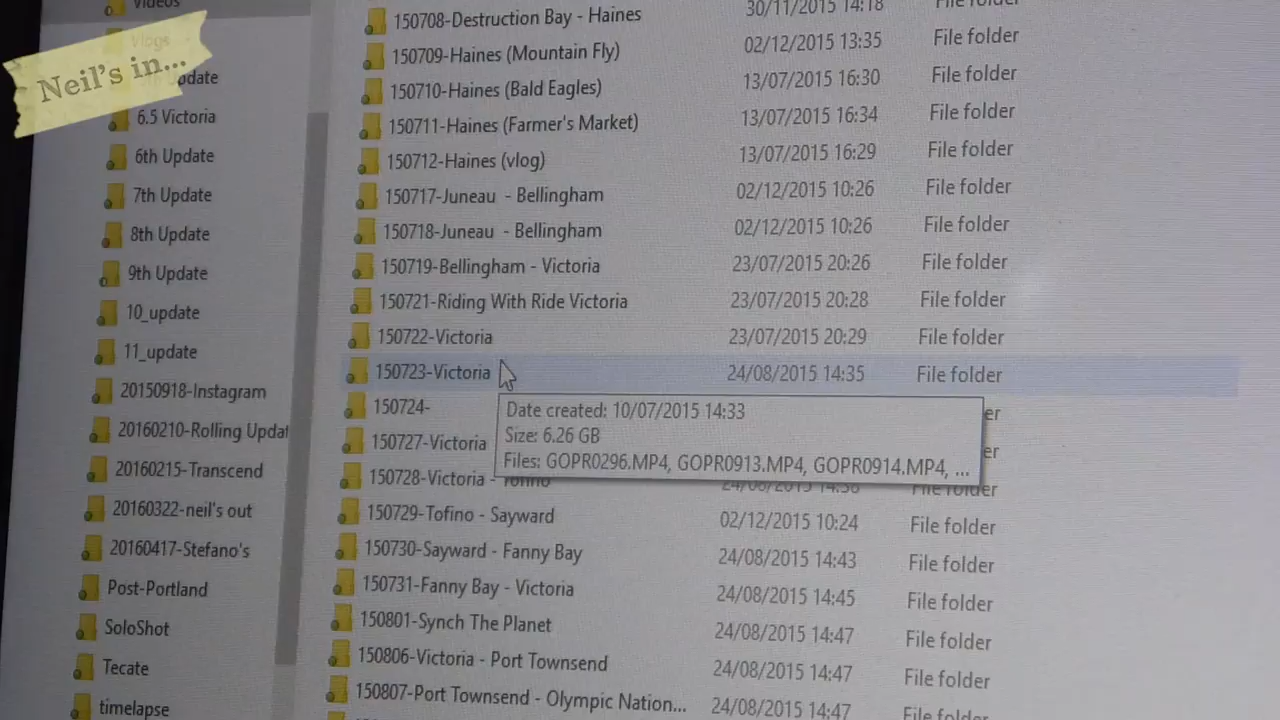 Videos
Vlogs
Neil's in...
pdate
6.5 Victoria
6th Update
7th Update
8th Update
9th Update
10_update
11_update
20150918-Instagram
20160210-Rolling Updat
20160215-Transcend
20160322-neil's out
20160417-Stefano's
Post-Portland
SoloShot
Tecate
timelapse
150708-Destruction Bay - Haines 30/11/2015 14:18 File folder
150709-Haines (Mountain Fly) 02/12/2015 13:35 File folder
150710-Haines (Bald Eagles) 13/07/2015 16:30 File folder
150711-Haines (Farmer's Market) 13/07/2015 16:34 File folder
150712-Haines (vlog) 13/07/2015 16:29 File folder
150717-Juneau - Bellingham 02/12/2015 10:26 File folder
150718-Juneau - Bellingham 02/12/2015 10:26 File folder
150719-Bellingham - Victoria 23/07/2015 20:26 File folder
150721-Riding With Ride Victoria 23/07/2015 20:28 File folder
150722-Victoria 23/07/2015 20:29 File folder
150723-Victoria 24/08/2015 14:35 File folder
150724- er
Date created: 10/07/2015 14:33
Size: 6.26 GB
Files: GOPR0296.MP4, GOPR0913.MP4, GOPR0914.MP4, ...
150727-Victoria er
150728-Victoria - Tofino 24/08/2015 14:38 File folder
150729-Tofino - Sayward 02/12/2015 10:24 File folder
150730-Sayward - Fanny Bay 24/08/2015 14:43 File folder
150731-Fanny Bay - Victoria 24/08/2015 14:45 File folder
150801-Synch The Planet 24/08/2015 14:47 File folder
150806-Victoria - Port Townsend 24/08/2015 14:47 File folder
150807-Port Townsend - Olympic Nation... 24/08/2015 14:47 File folder